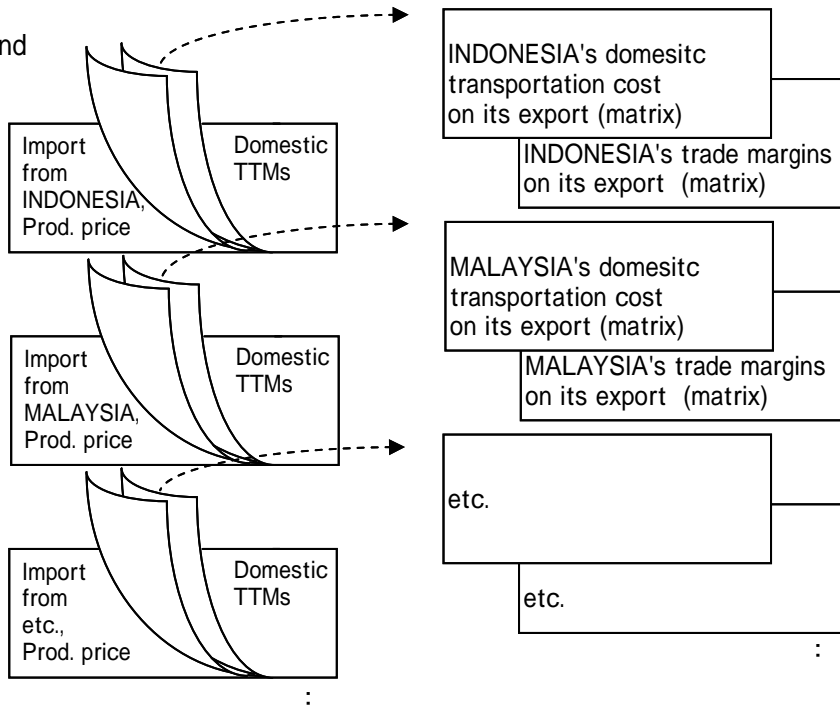 nd
Import
from
INDONESIA,
Prod. price
Domestic
TTMs
INDONESIA's domesitc
transportation cost
on its export (matrix)
INDONESIA's trade margins
on its export (matrix)
Import
from
MALAYSIA,
Prod. price
Domestic
TTMs
MALAYSIA's domesitc
transportation cost
on its export (matrix)
MALAYSIA's trade margins
on its export (matrix)
Import
from
etc.,
Prod. price
Domestic
TTMs
etc.
etc.
:
: